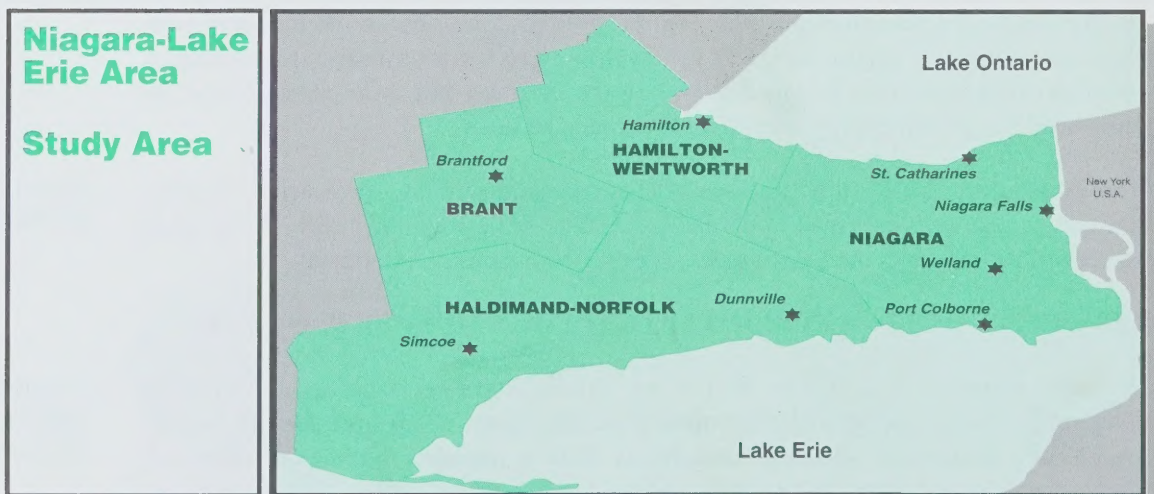 Niagara-Lake
Erie Area
Study Area
Lake Ontario
Hamilton
HAMILTON-
WENTWORTH
Brantford
BRANT
St. Catharines
New York
U.S.A.
Niagara Falls
NIAGARA
Welland
HALDIMAND-NORFOLK
Dunnville
Port Colborne
Simcoe
Lake Erie